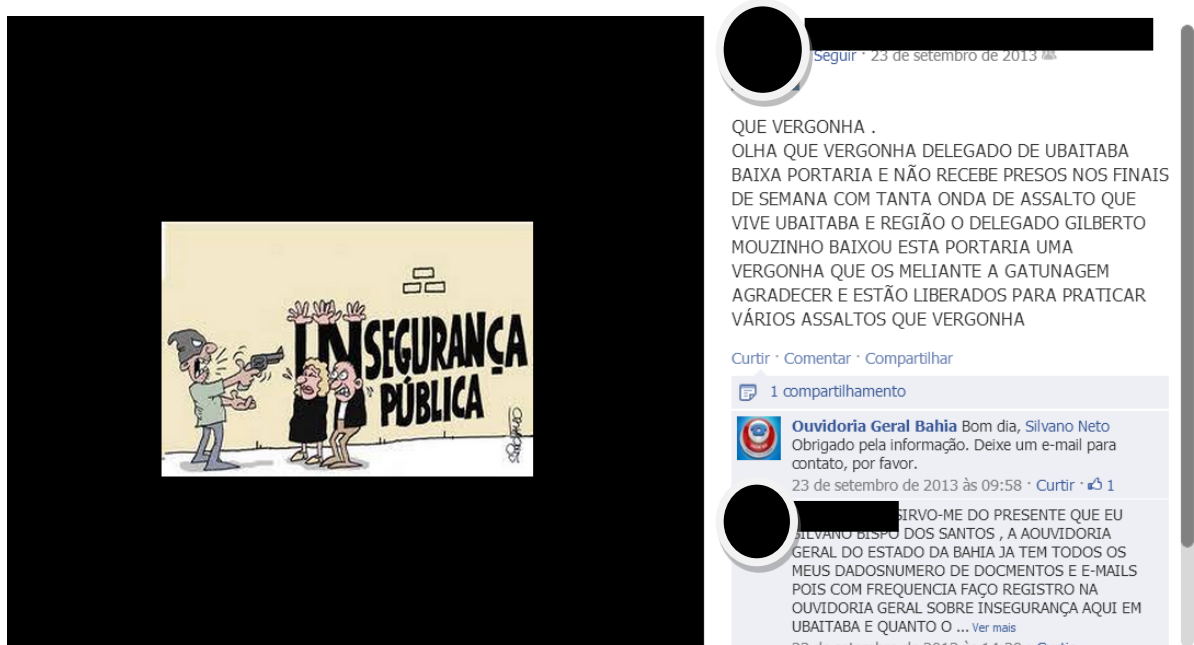 INSEGURANÇA
PÚBLICA
Seguir · 23 de setembro de 2013
QUE VERGONHA .
OLHA QUE VERGONHA DELEGADO DE UBAITABA
BAIXA PORTARIA E NÃO RECEBE PRESOS NOS FINAIS
DE SEMANA COM TANTA ONDA DE ASSALTO QUE
VIVE UBAITABA E REGIÃO O DELEGADO GILBERTO
MOUZINHO BAIXOU ESTA PORTARIA UMA
VERGONHA QUE OS MELIANTE A GATUNAGEM
AGRADECER E ESTÃO LIBERADOS PARA PRATICAR
VÁRIOS ASSALTOS QUE VERGONHA
Curtir · Comentar · Compartilhar
1 compartilhamento
Ouvidoria Geral Bahia Bom dia, Silvano Neto
Obrigado pela informação. Deixe um e-mail para
contato, por favor.
23 de setembro de 2013 às 09:58 · Curtir · 1
SIRVO-ME DO PRESENTE QUE EU
SILVANO BISPO DOS SANTOS , A AOUVIDORIA
GERAL DO ESTADO DA BAHIA JA TEM TODOS OS
MEUS DADOSNUMERO DE DOCMENTOS E E-MAILS
POIS COM FREQUENCIA FAÇO REGISTRO NA
OUVIDORIA GERAL SOBRE INSEGURANÇA AQUI EM
UBAITABA E QUANTO O ... Ver mais